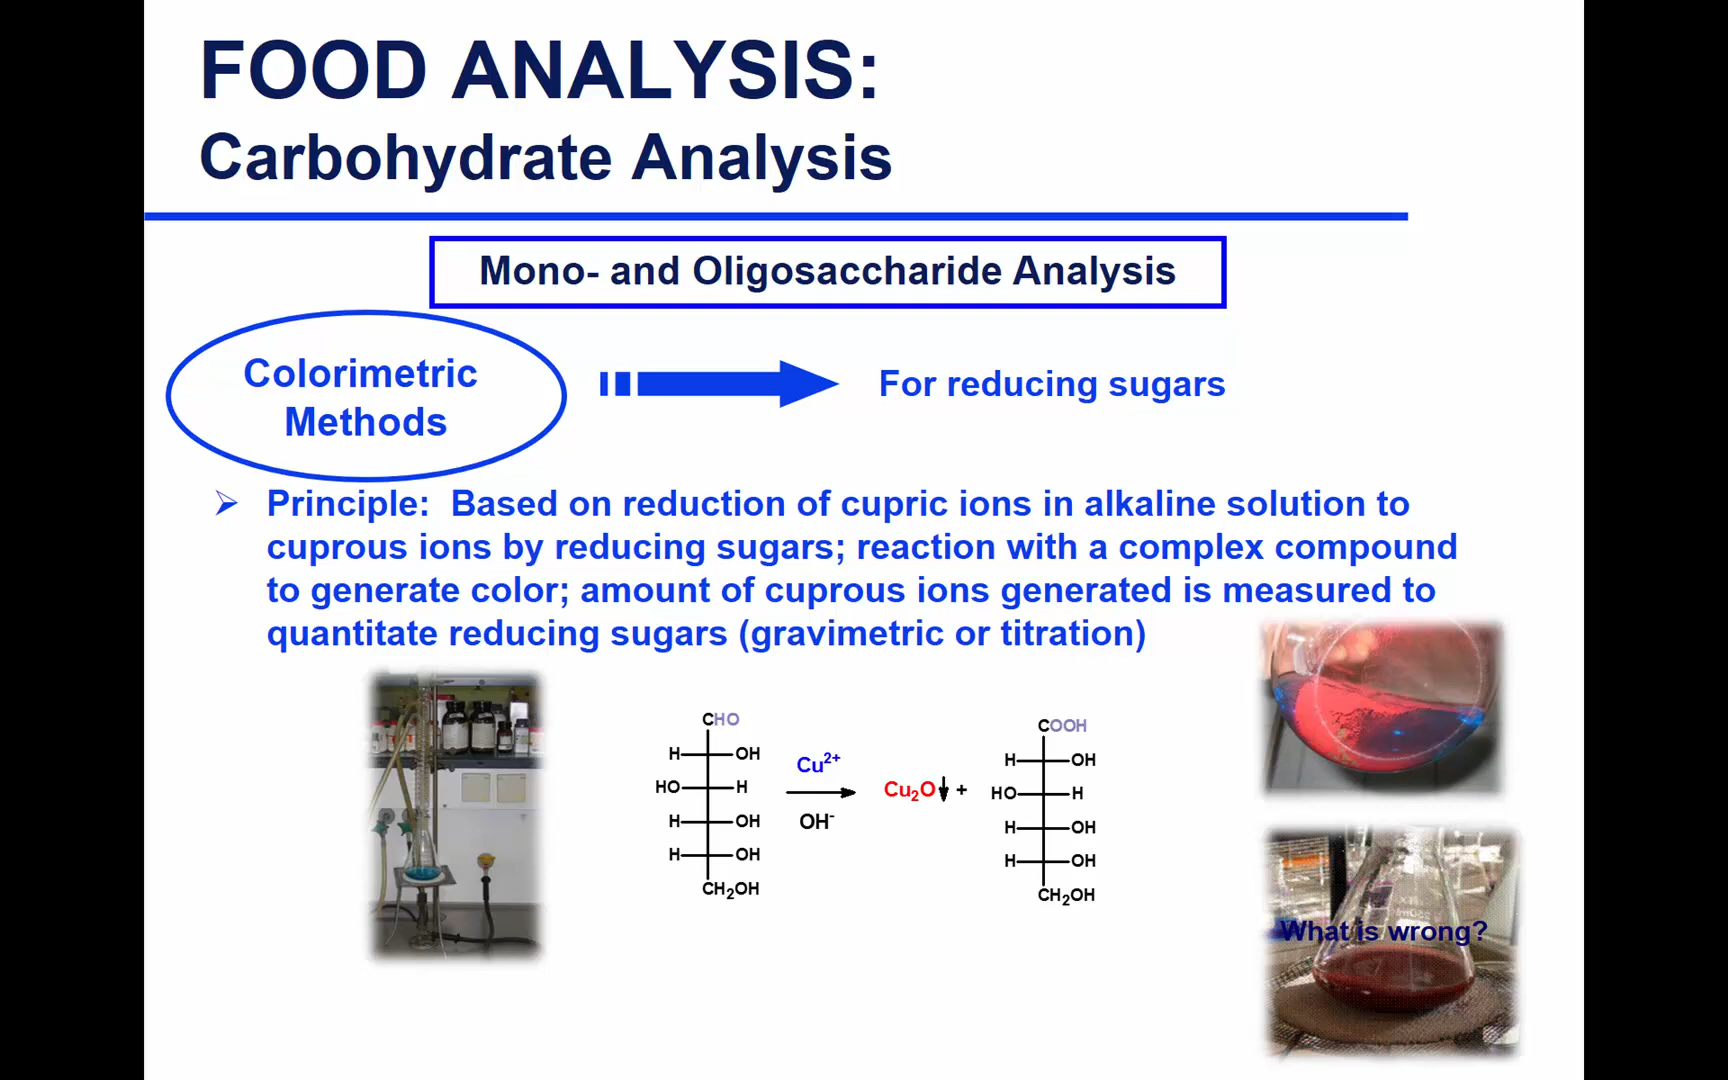 FOOD ANALYSIS:
Carbohydrate Analysis
Mono- and Oligosaccharide Analysis
Colorimetric
Methods
For reducing sugars
➢ Principle: Based on reduction of cupric ions in alkaline solution to
cuprous ions by reducing sugars; reaction with a complex compound
to generate color; amount of cuprous ions generated is measured to
quantitate reducing sugars (gravimetric or titration)
CHO
H OH
HO H
H OH
H OH
CH₂OH
Cu²⁺
OH⁻
Cu₂O↓ +
COOH
H OH
HO H
H OH
H OH
CH₂OH
What is wrong?